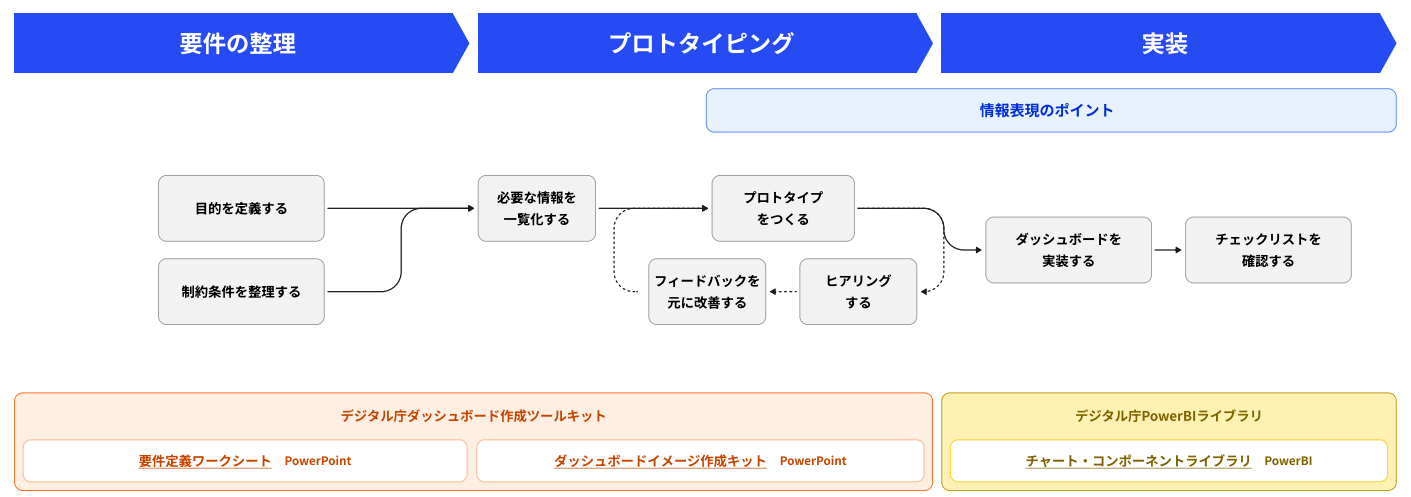 要件の整理
プロトタイピング
実装
情報表現のポイント
目的を定義する
制約条件を整理する
必要な情報を
一覧化する
プロトタイプ
をつくる
フィードバックを
元に改善する
ヒアリング
する
ダッシュボードを
実装する
チェックリストを
確認する
デジタル庁ダッシュボード作成ツールキット
要件定義ワークシート PowerPoint
ダッシュボードイメージ作成キット PowerPoint
デジタル庁PowerBIライブラリ
チャート・コンポーネントライブラリ PowerBI